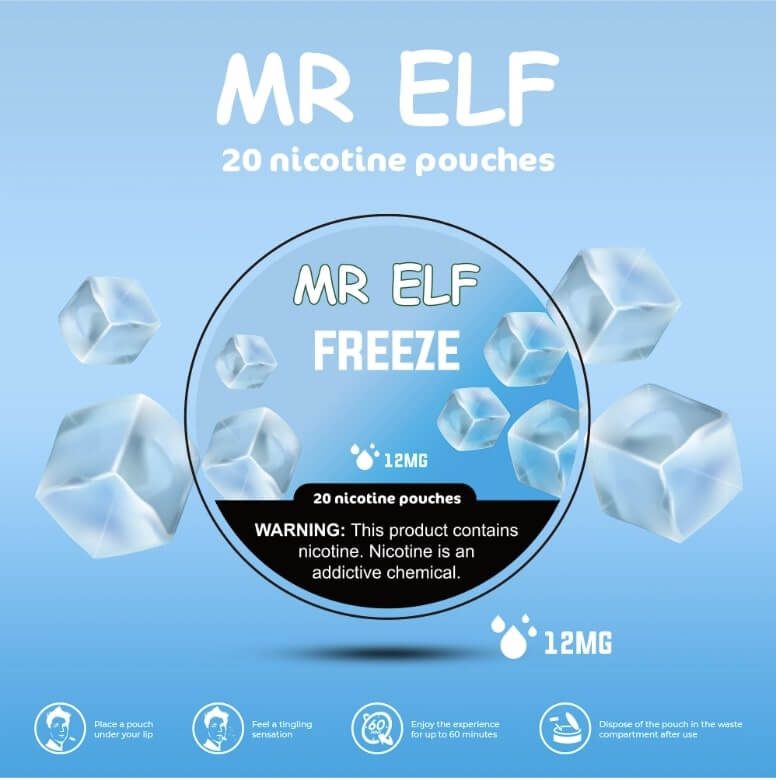 MR ELF
20 nicotine pouches
MR ELF
FREEZE
12MG
20 nicotine pouches
WARNING: This product contains
nicotine. Nicotine is an
addictive chemical.
12MG
Place a pouch
under your lip
Feel a tingling
sensation
60
Enjoy the experience
for up to 60 minutes
Dispose of the pouch in the waste
compartment after use